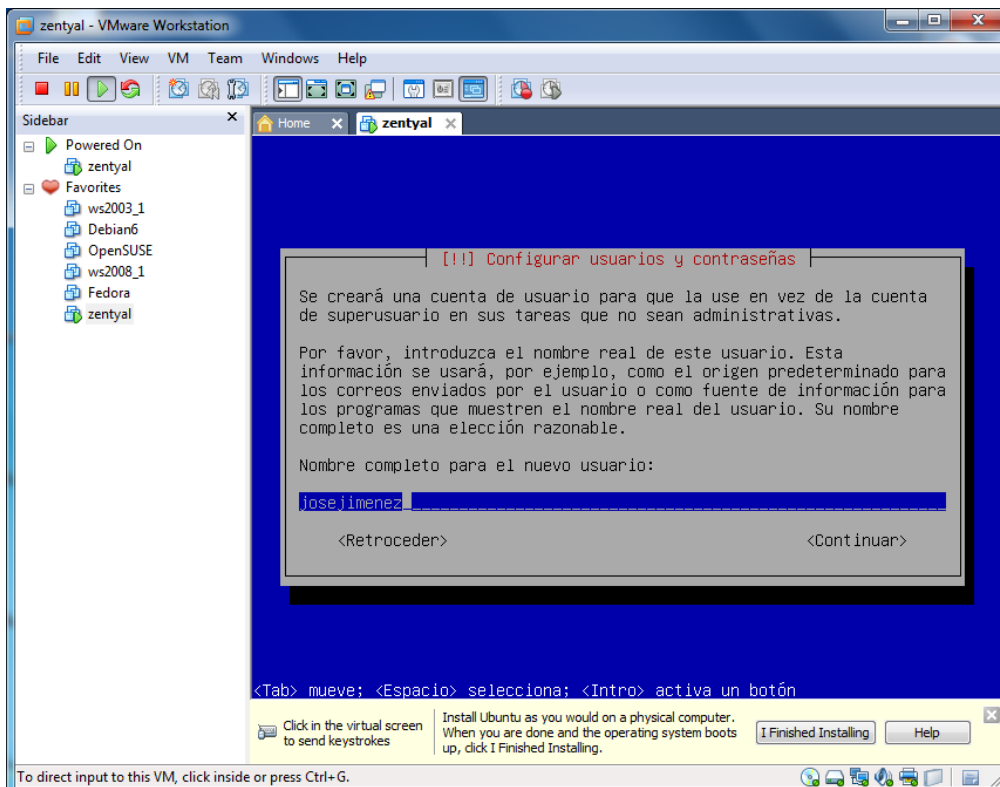 zentyal - VMware Workstation
File Edit View VM Team Windows Help
Sidebar x
Home x zentyal x
Powered On
zentyal
Favorites
ws2003_1
Debian6
OpenSUSE
ws2008_1
Fedora
zentyal
[!!] Configurar usuarios y contraseñas
Se creará una cuenta de usuario para que la use en vez de la cuenta
de superusuario en sus tareas que no sean administrativas.
Por favor, introduzca el nombre real de este usuario. Esta
información se usará, por ejemplo, como el origen predeterminado para
los correos enviados por el usuario o como fuente de información para
los programas que muestren el nombre real del usuario. Su nombre
completo es una elección razonable.
Nombre completo para el nuevo usuario:
josejimenez
<Retroceder> <Continuar>
<Tab> mueve; <Espacio> selecciona; <Intro> activa un botón
Click in the virtual screen
to send keystrokes
Install Ubuntu as you would on a physical computer.
When you are done and the operating system boots
up, click I Finished Installing.
I Finished Installing
Help
To direct input to this VM, click inside or press Ctrl+G.